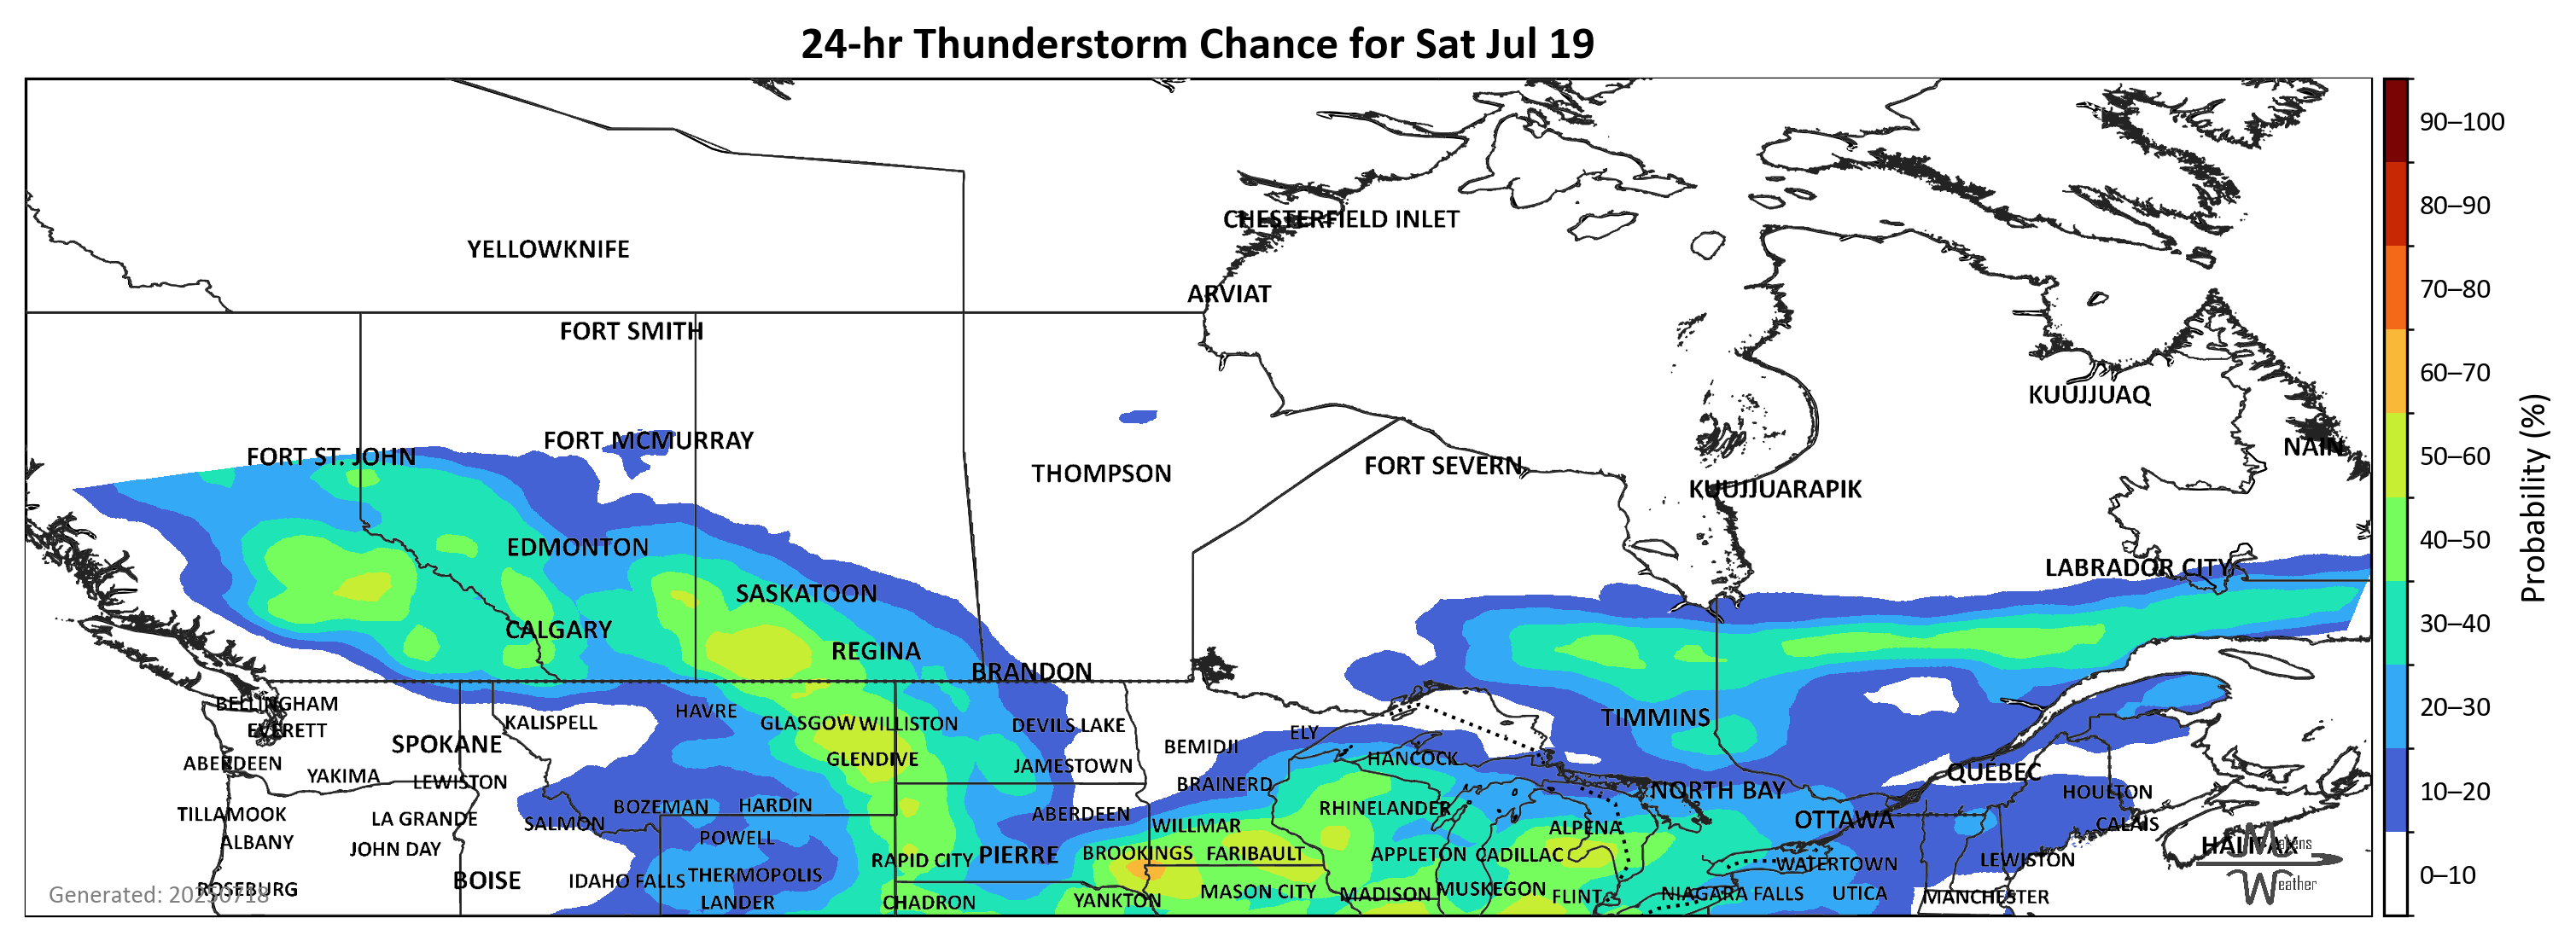 24-hr Thunderstorm Chance for Sat Jul 19
90–100
80–90
70–80
60–70
50–60
40–50
30–40
20–30
10–20
0–10
Probability (%)
CHESTERFIELD INLET
YELLOWKNIFE
ARVIAT
FORT SMITH
KUUJJUAQ
FORT MCMURRAY
NAIN
FORT ST. JOHN
FORT SEVERN
THOMPSON
KUUJJUARAPIK
EDMONTON
LABRADOR CITY
SASKATOON
CALGARY
REGINA
BRANDON
BELLINGHAM
HAVRE
TIMMINS
KALISPELL
GLASGOW WILLISTON
DEVILS LAKE
EVERETT
ELY
SPOKANE
BEMIDJI
GLENDIVE
HANCOCK
ABERDEEN
JAMESTOWN
YAKIMA
QUEBEC
LEWISTON
BRAINERD
NORTH BAY
HOULTON
BOZEMAN
HARDIN
RHINELANDER
TILLAMOOK
ABERDEEN
LA GRANDE
OTTAWA
SALMON
WILLMAR
CALAIS
ALPENA
POWELL
ALBANY
HALIFAX
Makens
JOHN DAY
BROOKINGS
FARIBAULT
APPLETON
CADILLAC
PIERRE
RAPID CITY
LEWISTON
WATERTOWN
THERMOPOLIS
BOISE
IDAHO FALLS
Weather
ROSEBURG
MUSKEGON
MASON CITY
MADISON
NIAGARA FALLS
UTICA
Generated: 20250718
FLINT
MANCHESTER
YANKTON
LANDER
CHADRON